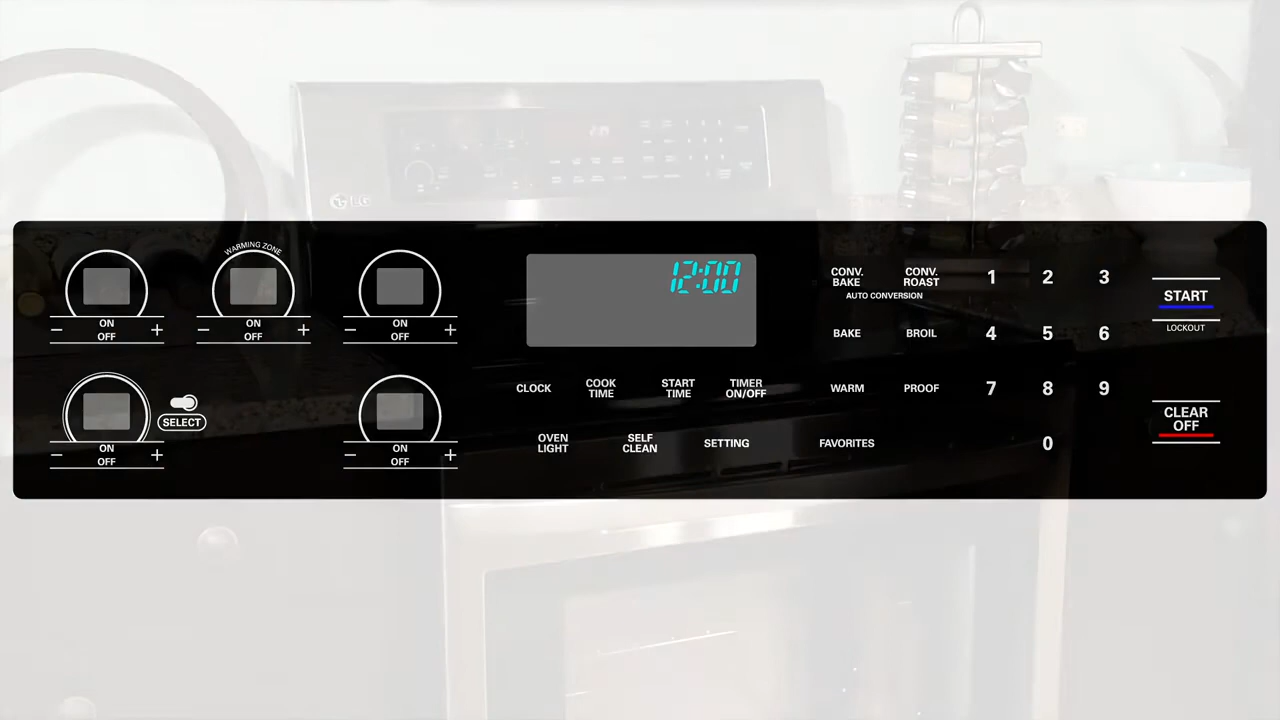 LG
WARMING ZONE
ON
OFF
ON
OFF
ON
OFF
SELECT
ON
OFF
ON
OFF
12:00
CLOCK
COOK
TIME
START
TIME
TIMER
ON/OFF
OVEN
LIGHT
SELF
CLEAN
SETTING
CONV.
BAKE
CONV.
ROAST
AUTO CONVERSION
BAKE
BROIL
WARM
PROOF
FAVORITES
1 2 3
4 5 6
7 8 9
0
START
LOCKOUT
CLEAR
OFF